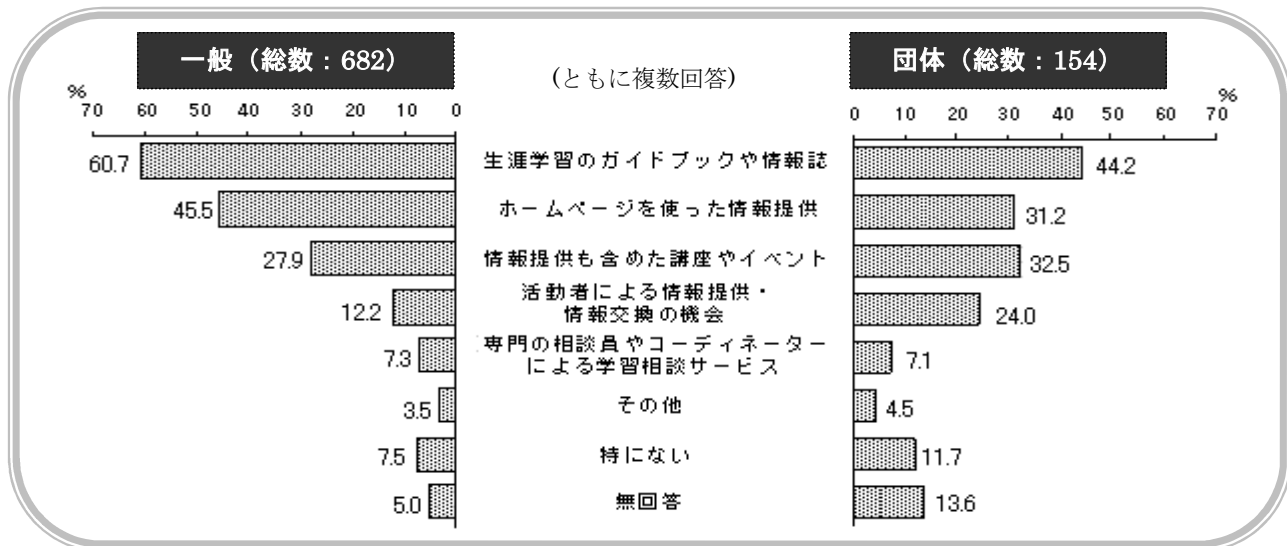 一般（総数：682）
(ともに複数回答)
団体（総数：154）
%
70 60 50 40 30 20 10 0
0 10 20 30 40 50 60 70
%
60.7 生涯学習のガイドブックや情報誌 44.2
45.5 ホームページを使った情報提供 31.2
27.9 情報提供も含めた講座やイベント 32.5
活動者による情報提供・
12.2 情報交換の機会 24.0
専門の相談員やコーディネーター
7.3 による学習相談サービス 7.1
3.5 その他 4.5
7.5 特にない 11.7
5.0 無回答 13.6